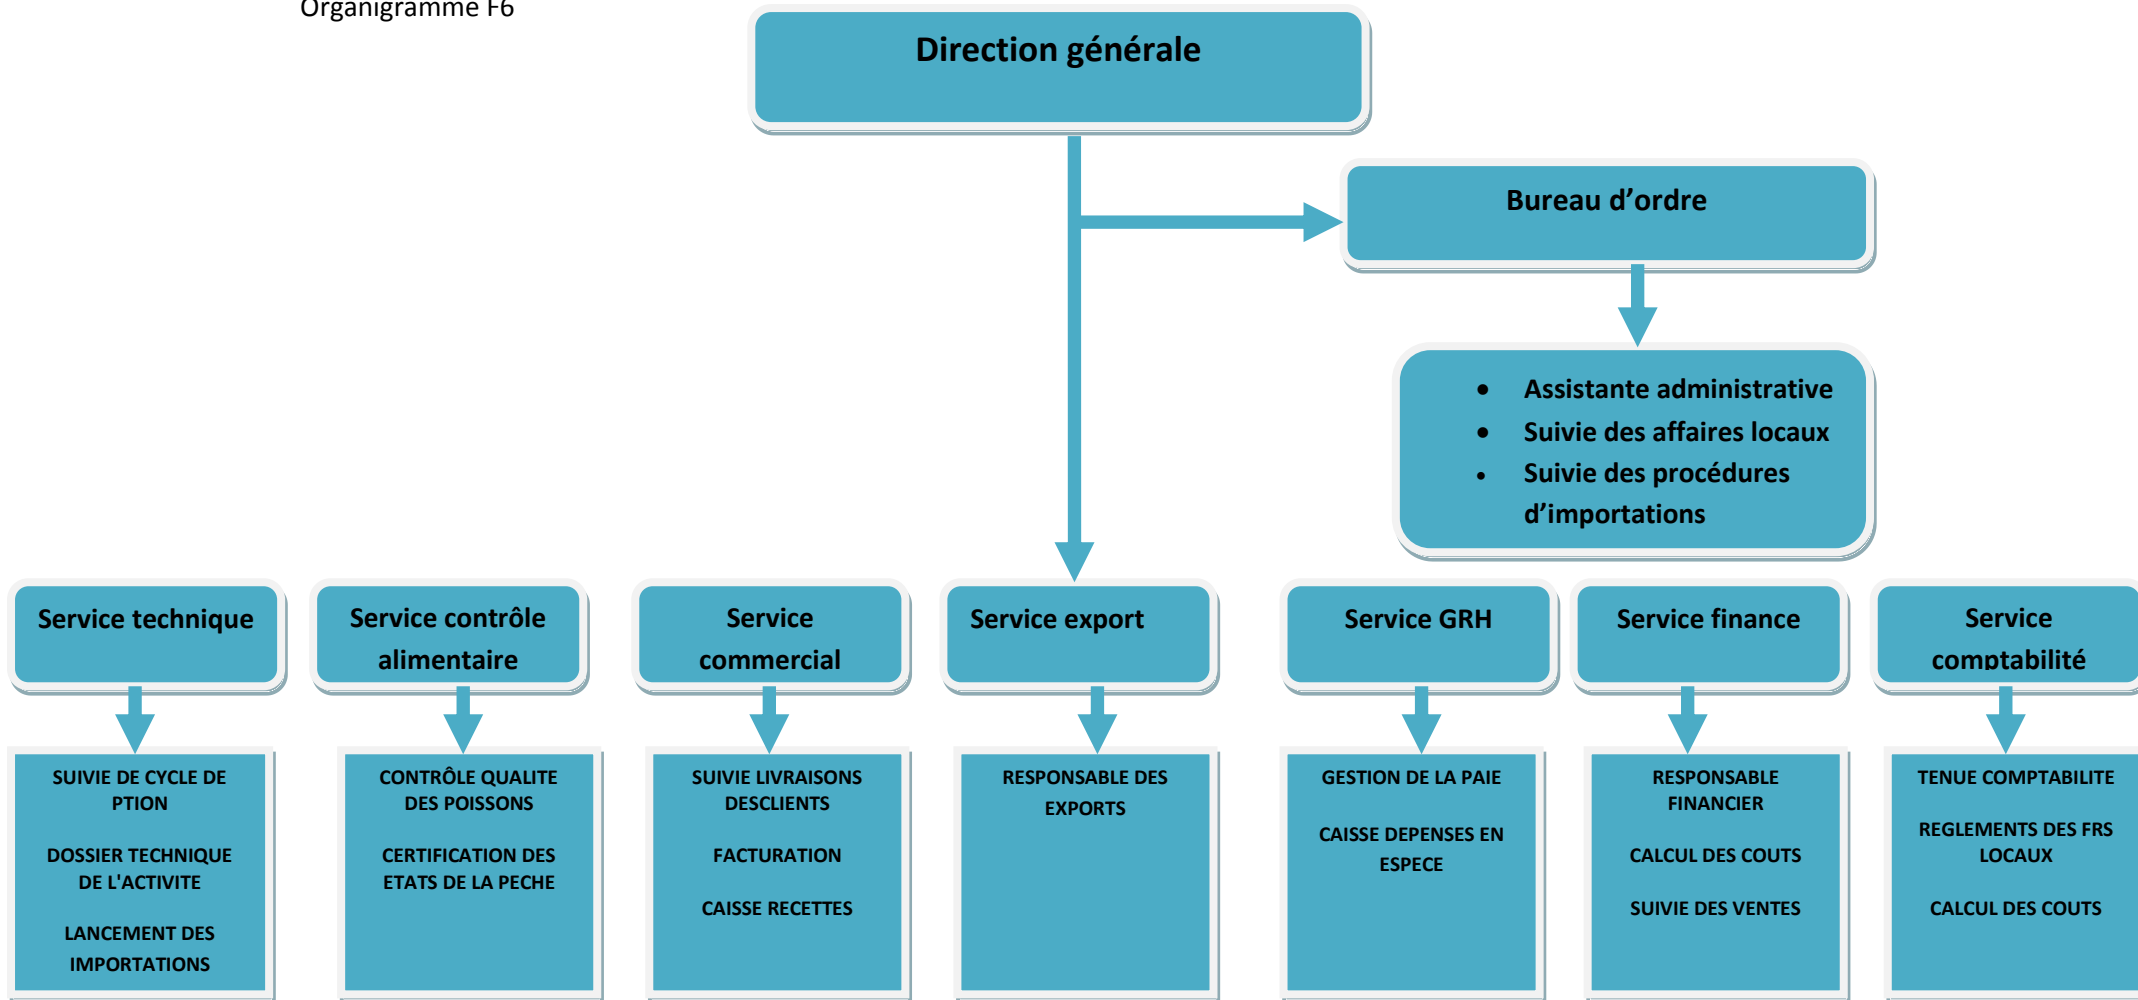 Organigramme F6
Direction générale
Bureau d’ordre
• Assistante administrative
• Suivie des affaires locaux
• Suivie des procédures
d’importations
Service technique
Service contrôle
alimentaire
Service
commercial
Service export
Service GRH
Service finance
Service
comptabilité
SUIVIE DE CYCLE DE
PTION
DOSSIER TECHNIQUE
DE L'ACTIVITE
LANCEMENT DES
IMPORTATIONS
CONTRÔLE QUALITE
DES POISSONS
CERTIFICATION DES
ETATS DE LA PECHE
SUIVIE LIVRAISONS
DESCLIENTS
FACTURATION
CAISSE RECETTES
RESPONSABLE DES
EXPORTS
GESTION DE LA PAIE
CAISSE DEPENSES EN
ESPECE
RESPONSABLE
FINANCIER
CALCUL DES COUTS
SUIVIE DES VENTES
TENUE COMPTABILITE
REGLEMENTS DES FRS
LOCAUX
CALCUL DES COUTS